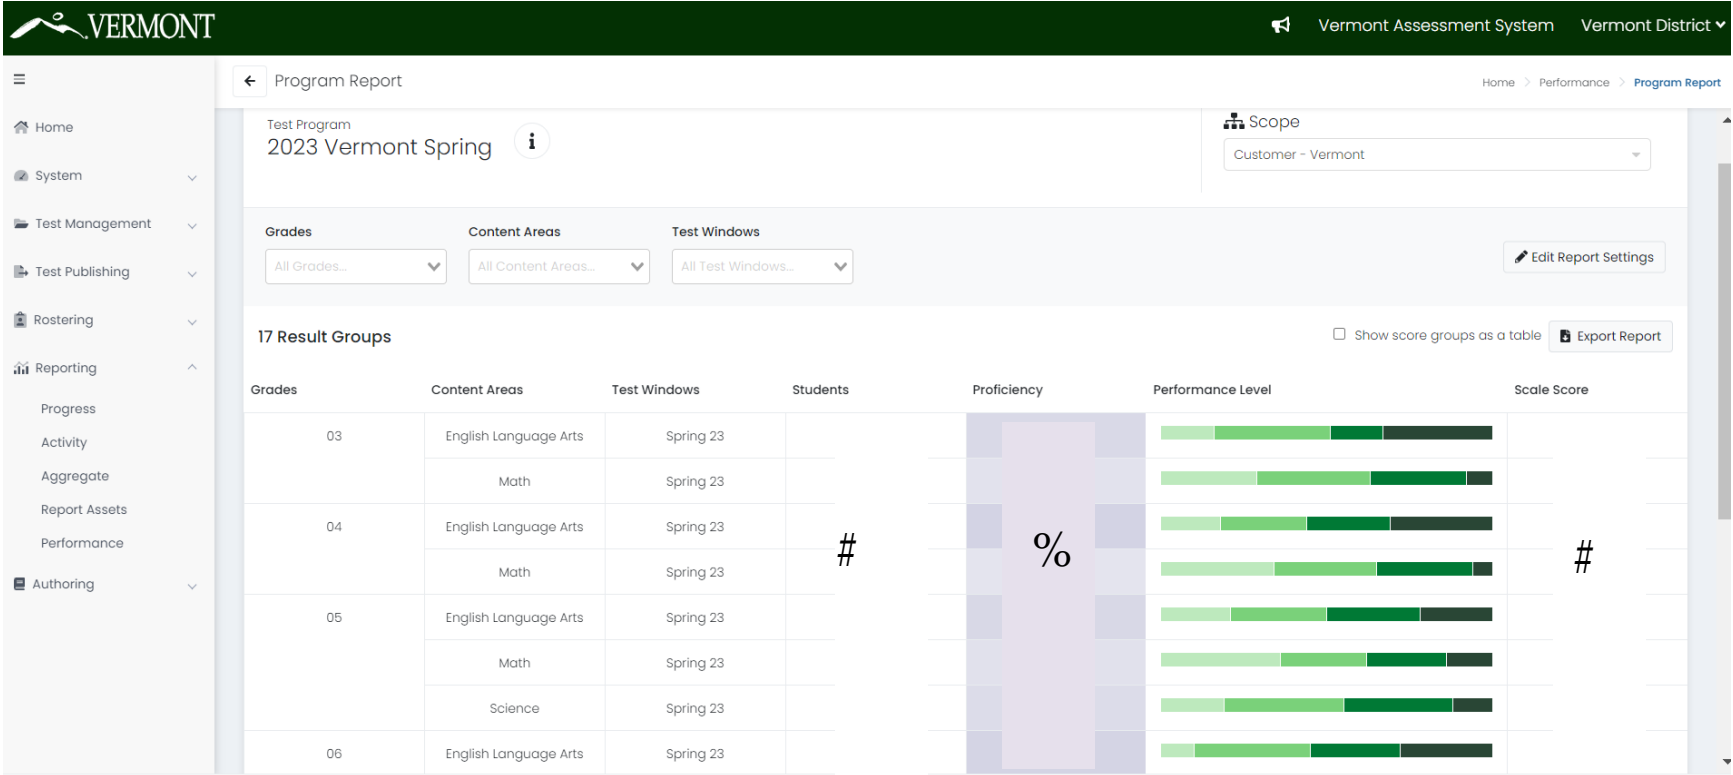 VERMONT
Vermont Assessment System
Vermont District
Program Report
Home > Performance > Program Report
Home
System
Test Management
Test Publishing
Rostering
Reporting
Progress
Activity
Aggregate
Report Assets
Performance
Authoring
Test Program
2023 Vermont Spring
i
Scope
Customer - Vermont
Grades Content Areas Test Windows
All Grades... All Content Areas... All Test Windows...
Edit Report Settings
17 Result Groups
Show score groups as a table
Export Report
Grades Content Areas Test Windows Students Proficiency Performance Level Scale Score
03 English Language Arts Spring 23
Math Spring 23
04 English Language Arts Spring 23
# % #
Math Spring 23
05 English Language Arts Spring 23
Math Spring 23
Science Spring 23
06 English Language Arts Spring 23